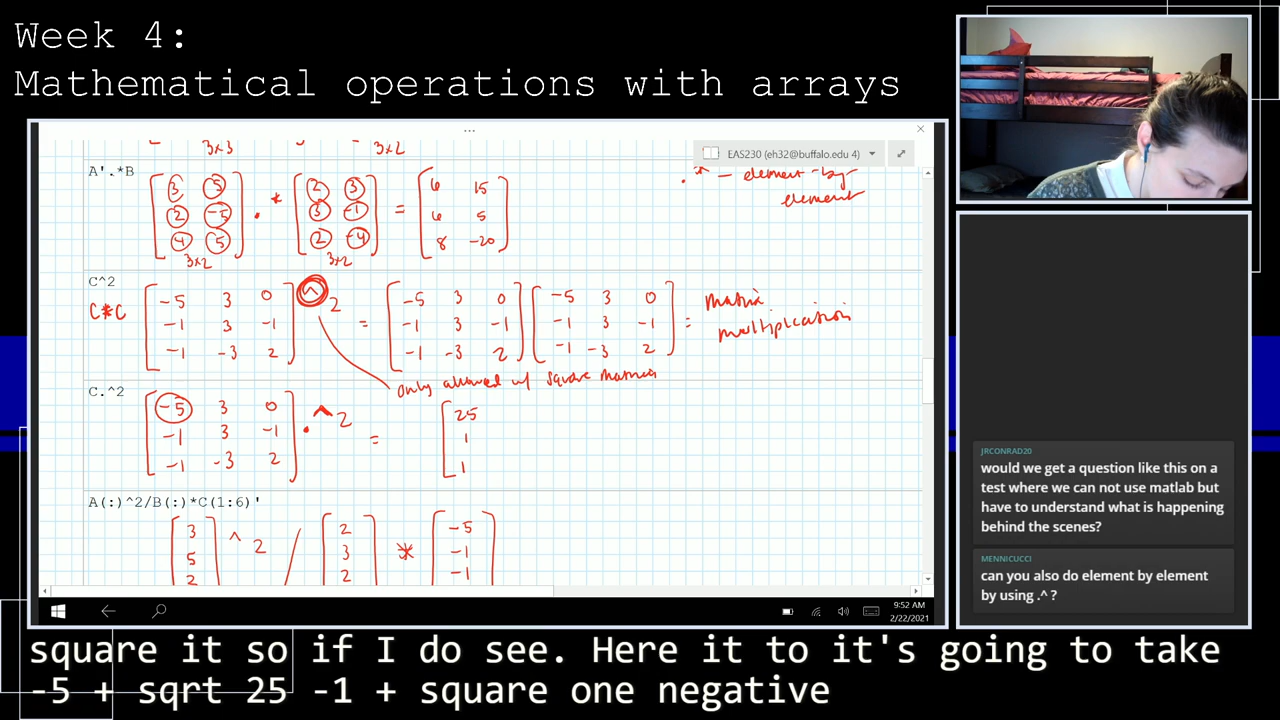 Week 4:
Mathematical operations with arrays
...
3x3 3x2
EAS230 (eh32@buffalo.edu 4)
A'.*B
.* - element-by-
element
3 5 2 3 6 15
2 -5 .* 3 -1 = 6 5
4 5 2 -4 8 -20
3x2 3x2
C^2
C*C
-5 3 0 ^ 2 -5 3 0 -5 3 0 matrix
-1 3 -1 = -1 3 -1 -1 3 -1 = multiplication
-1 -3 2 -1 -3 2 -1 -3 2
only allowed w/ square matrices
C.^2
-5 3 0 25
-1 3 -1 .^2 = 1
-1 -3 2 1
A(:)^2/B(:)*C(1:6)'
3 2 -5
5 ^ 2 / 3 * -1
2 2 -1
9:52 AM
2/22/2021
JRCONRAD20
would we get a question like this on a
test where we can not use matlab but
have to understand what is happening
behind the scenes?
MENNICUCCI
can you also do element by element
by using .^ ?
square it so if I do see. Here it to it's going to take
-5 + sqrt 25 -1 + square one negative